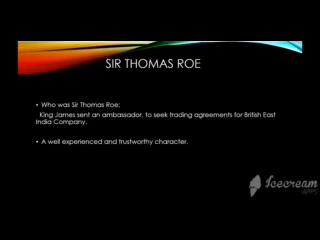 SIR THOMAS ROE
• Who was Sir Thomas Roe:
King James sent an ambassador, to seek trading agreements for British East
India Company.
• A well experienced and trustworthy character.
Icecream
APPS